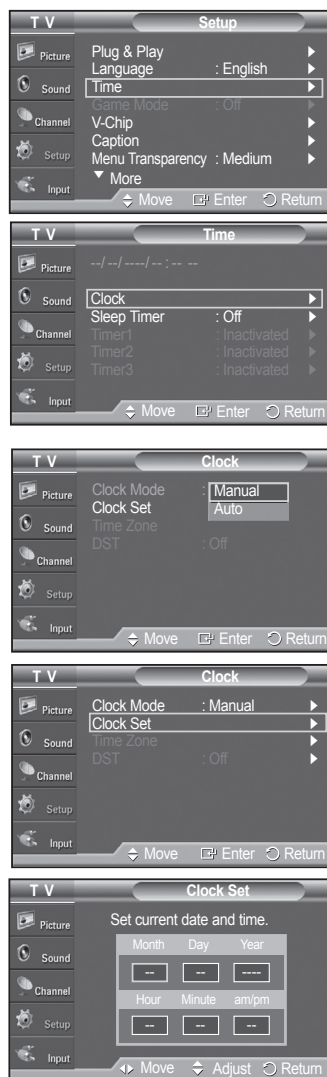 T V Setup
Picture
Sound
Channel
Setup
Input
Plug & Play
Language : English
Time
Game Mode : Off
V-Chip
Caption
Menu Transparency : Medium
More
Move Enter Return
T V Time
Picture
Sound
Channel
Setup
Input
--/ --/ ----/ -- : -- --
Clock
Sleep Timer : Off
Timer1 : Inactivated
Timer2 : Inactivated
Timer3 : Inactivated
Move Enter Return
T V Clock
Picture
Sound
Channel
Setup
Input
Clock Mode : Manual
Auto
Clock Set
Time Zone
DST : Off
Move Enter Return
T V Clock
Picture
Sound
Channel
Setup
Input
Clock Mode : Manual
Clock Set
Time Zone
DST : Off
Move Enter Return
T V Clock Set
Picture
Sound
Channel
Setup
Input
Set current date and time.
Month Day Year
-- -- ----
Hour Minute am/pm
-- -- --
Move Adjust Return